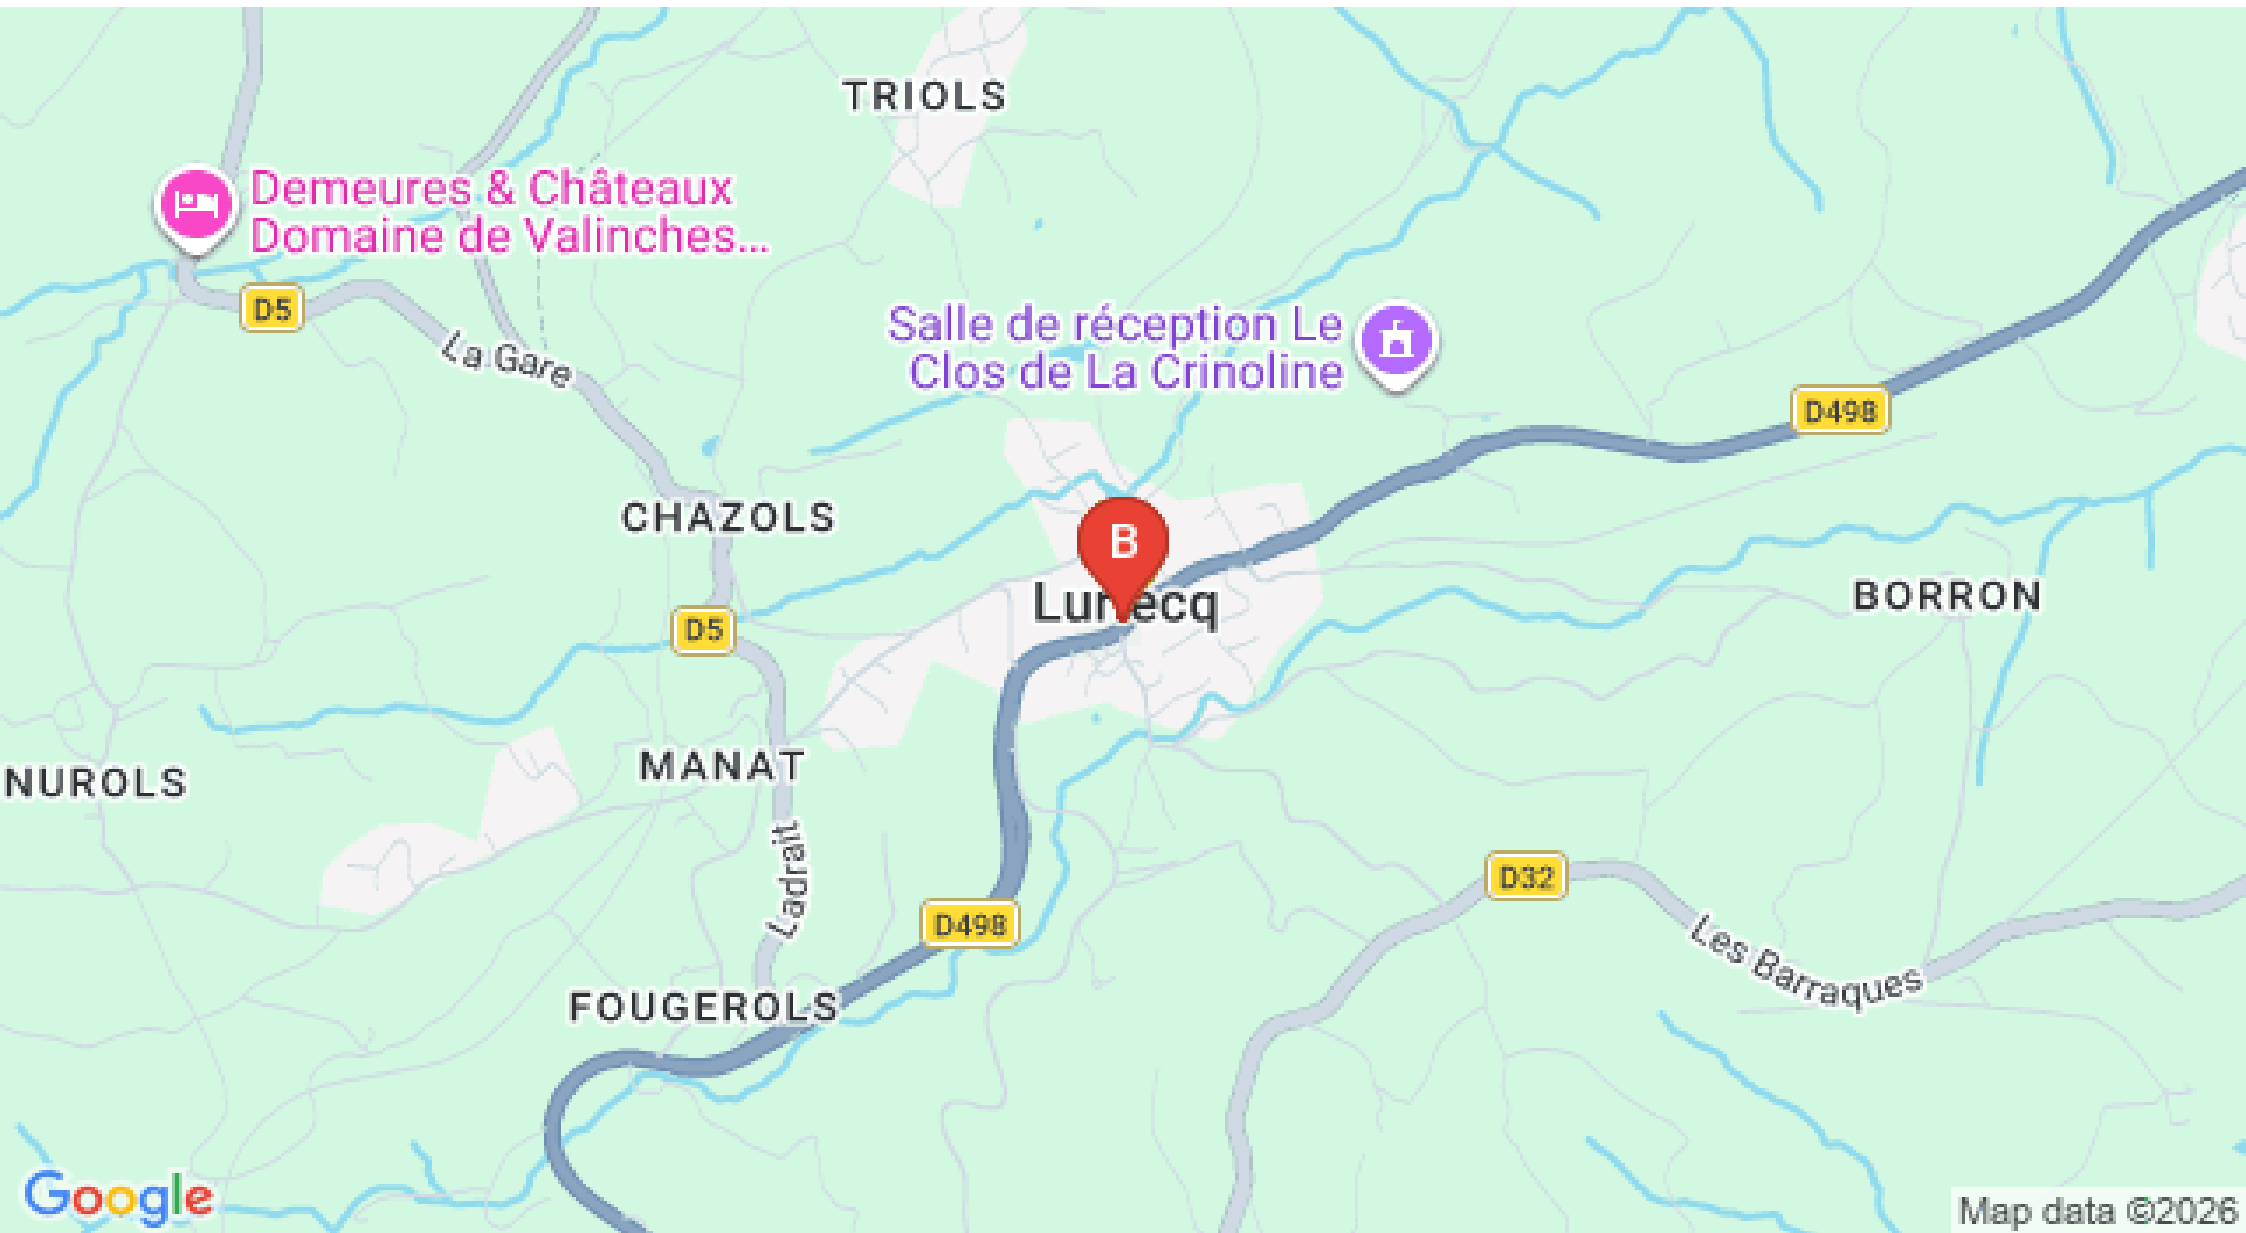 TRIOLS
Demeures & Châteaux
Domaine de Valinches...
D5
La Gare
Salle de réception Le
Clos de La Crinoline
D498
CHAZOLS
B
D5
BORRON
MANAT
NUROLS
Ladrait
D32
D498
Les Barraques
FOUGEROLS
Google
Map data ©2026